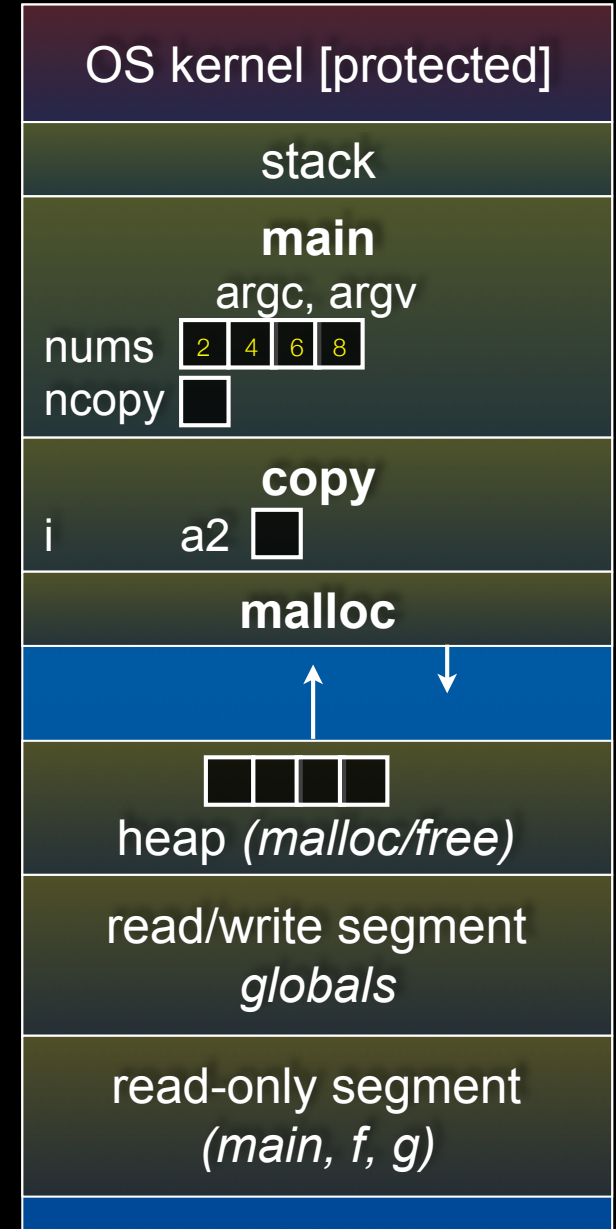 OS kernel [protected]
stack
main
argc, argv
nums 2 4 6 8
ncopy
copy
i a2
malloc
heap (malloc/free)
read/write segment
globals
read-only segment
(main, f, g)